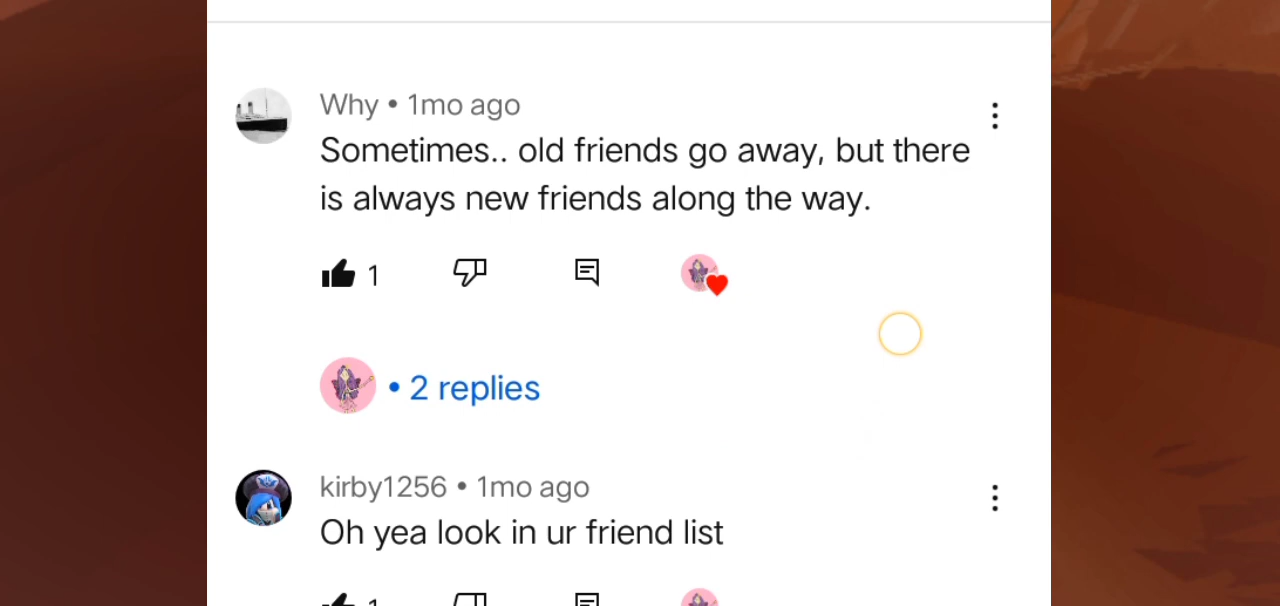 Why • 1mo ago
Sometimes.. old friends go away, but there
is always new friends along the way.
1
• 2 replies
kirby1256 • 1mo ago
Oh yea look in ur friend list
1